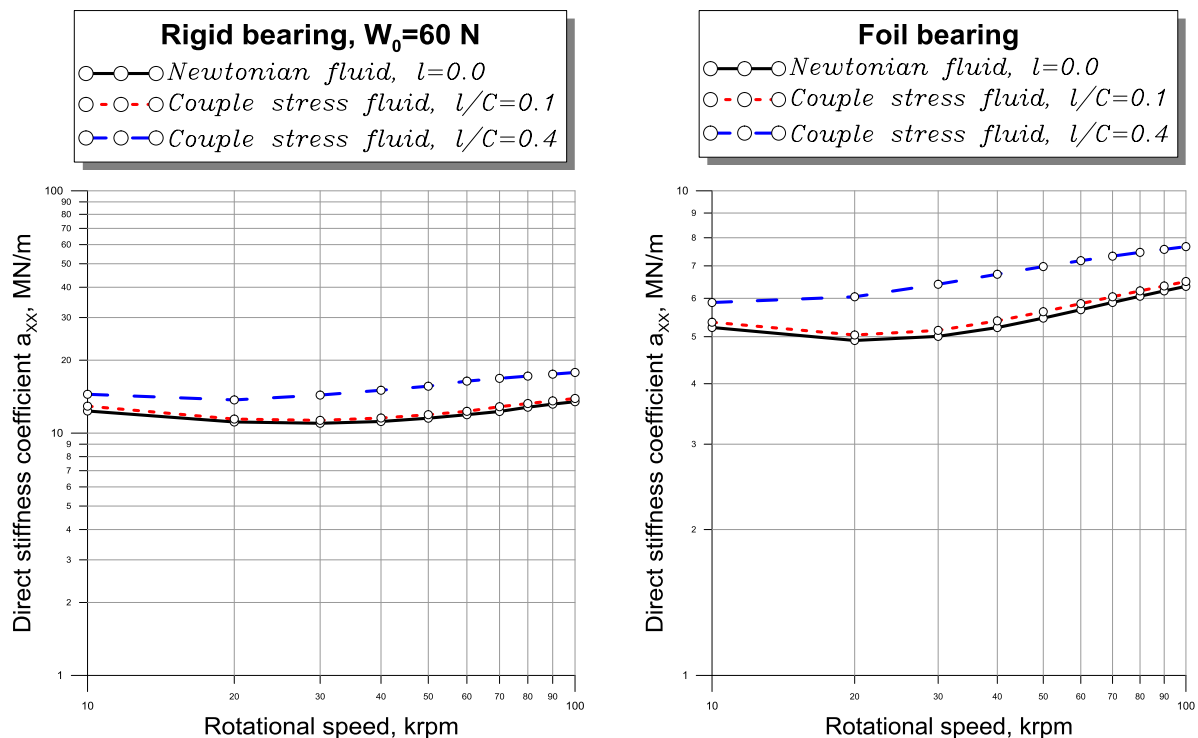 Rigid bearing, W₀=60 N
Newtonian fluid, l=0.0
Couple stress fluid, l/C=0.1
Couple stress fluid, l/C=0.4
Direct stiffness coefficient aₓₓ, MN/m
100
90
80
70
60
50
40
30
20
10
9
8
7
6
5
4
3
2
1
10 20 30 40 50 60 70 80 90 100
Rotational speed, krpm
Foil bearing
Newtonian fluid, l=0.0
Couple stress fluid, l/C=0.1
Couple stress fluid, l/C=0.4
Direct stiffness coefficient aₓₓ, MN/m
10
9
8
7
6
5
4
3
2
1
10 20 30 40 50 60 70 80 90 100
Rotational speed, krpm